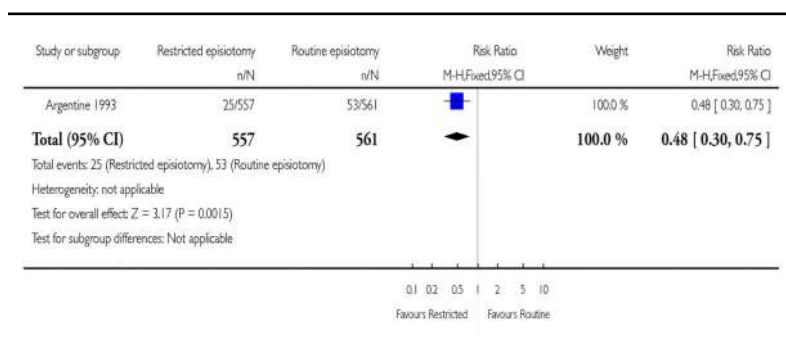 Study or subgroup Restricted episiotomy Routine episiotomy Risk Ratio Weight Risk Ratio
n/N n/N M-H,Fixed,95% CI M-H,Fixed,95% CI
Argentine 1993 25/557 53/561 100.0 % 0.48 [ 0.30, 0.75 ]
Total (95% CI) 557 561 100.0 % 0.48 [ 0.30, 0.75 ]
Total events: 25 (Restricted episiotomy), 53 (Routine episiotomy)
Heterogeneity: not applicable
Test for overall effect: Z = 3.17 (P = 0.0015)
Test for subgroup differences: Not applicable
0.1 0.2 0.5 1 2 5 10
Favours Restricted Favours Routine